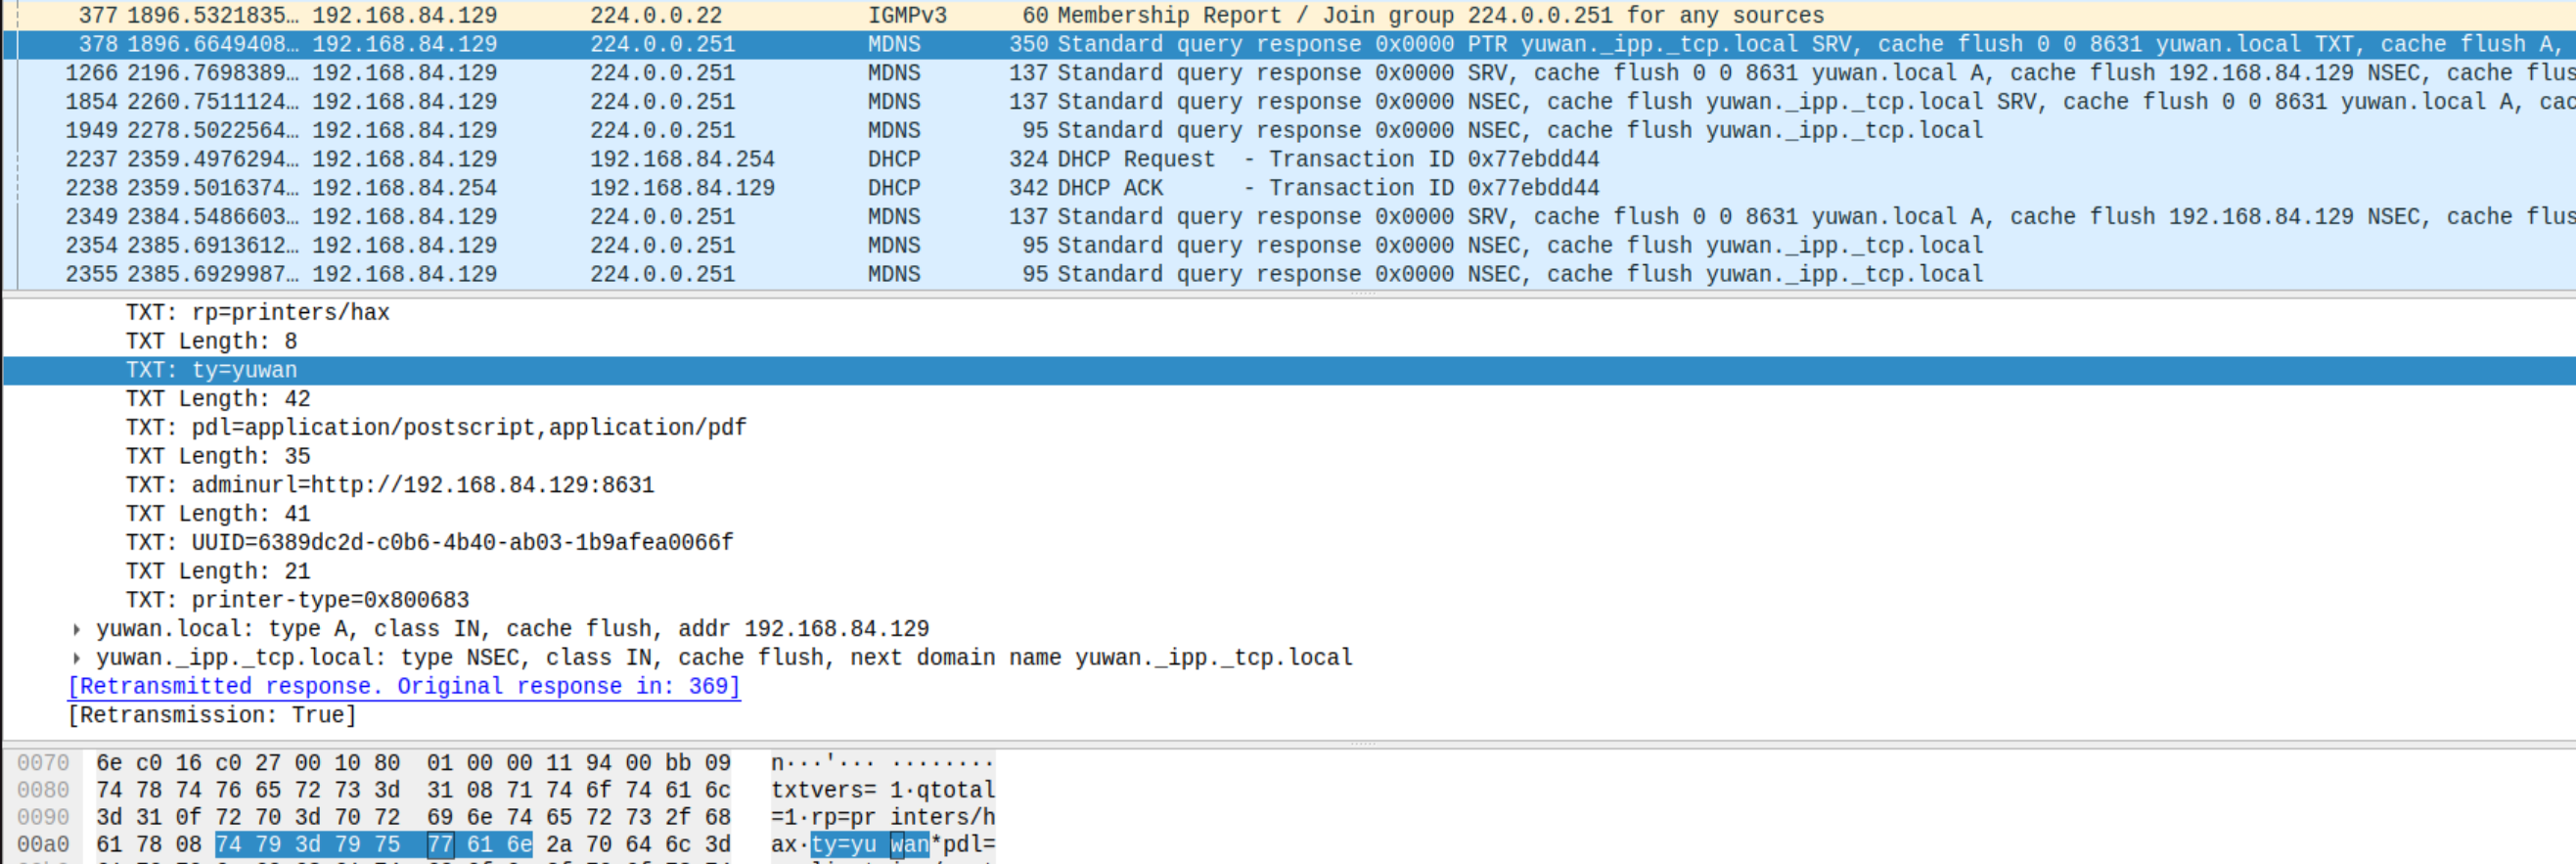 377 1896.5321835… 192.168.84.129 224.0.0.22 IGMPv3 60 Membership Report / Join group 224.0.0.251 for any sources
378 1896.6649408… 192.168.84.129 224.0.0.251 MDNS 350 Standard query response 0x0000 PTR yuwan._ipp._tcp.local SRV, cache flush 0 0 8631 yuwan.local TXT, cache flush A,
1266 2196.7698389… 192.168.84.129 224.0.0.251 MDNS 137 Standard query response 0x0000 SRV, cache flush 0 0 8631 yuwan.local A, cache flush 192.168.84.129 NSEC, cache flus
1854 2260.7511124… 192.168.84.129 224.0.0.251 MDNS 137 Standard query response 0x0000 NSEC, cache flush yuwan._ipp._tcp.local SRV, cache flush 0 0 8631 yuwan.local A, cac
1949 2278.5022564… 192.168.84.129 224.0.0.251 MDNS 95 Standard query response 0x0000 NSEC, cache flush yuwan._ipp._tcp.local
2237 2359.4976294… 192.168.84.129 192.168.84.254 DHCP 324 DHCP Request - Transaction ID 0x77ebdd44
2238 2359.5016374… 192.168.84.254 192.168.84.129 DHCP 342 DHCP ACK - Transaction ID 0x77ebdd44
2349 2384.5486603… 192.168.84.129 224.0.0.251 MDNS 137 Standard query response 0x0000 SRV, cache flush 0 0 8631 yuwan.local A, cache flush 192.168.84.129 NSEC, cache flus
2354 2385.6913612… 192.168.84.129 224.0.0.251 MDNS 95 Standard query response 0x0000 NSEC, cache flush yuwan._ipp._tcp.local
2355 2385.6929987… 192.168.84.129 224.0.0.251 MDNS 95 Standard query response 0x0000 NSEC, cache flush yuwan._ipp._tcp.local
TXT: rp=printers/hax
TXT Length: 8
TXT: ty=yuwan
TXT Length: 42
TXT: pdl=application/postscript,application/pdf
TXT Length: 35
TXT: adminurl=http://192.168.84.129:8631
TXT Length: 41
TXT: UUID=6389dc2d-c0b6-4b40-ab03-1b9afea0066f
TXT Length: 21
TXT: printer-type=0x800683
yuwan.local: type A, class IN, cache flush, addr 192.168.84.129
yuwan._ipp._tcp.local: type NSEC, class IN, cache flush, next domain name yuwan._ipp._tcp.local
[Retransmitted response. Original response in: 369]
[Retransmission: True]
0070 6e c0 16 c0 27 00 10 80 01 00 00 11 94 00 bb 09 n···'··· ········
0080 74 78 74 76 65 72 73 3d 31 08 71 74 6f 74 61 6c txtvers= 1·qtotal
0090 3d 31 0f 72 70 3d 70 72 69 6e 74 65 72 73 2f 68 =1·rp=pr inters/h
00a0 61 78 08 74 79 3d 79 75 77 61 6e 2a 70 64 6c 3d ax·ty=yu wan*pdl=